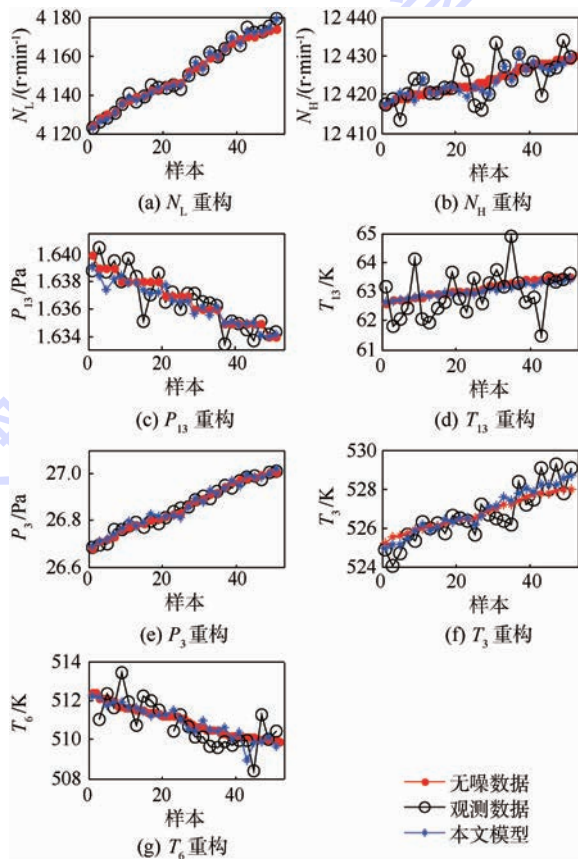 4 180
4 160
4 140
4 120
N_L/(r·min⁻¹)
0 20 40
样本
(a) N_L 重构
12 440
12 430
12 420
12 410
N_H/(r·min⁻¹)
0 20 40
样本
(b) N_H 重构
1.640
1.638
1.636
1.634
P_13/Pa
0 20 40
样本
(c) P_13 重构
65
64
63
62
61
T_13/K
0 20 40
样本
(d) T_13 重构
27.0
26.8
26.6
P_3/Pa
0 20 40
样本
(e) P_3 重构
530
528
526
524
T_3/K
0 20 40
样本
(f) T_3 重构
514
512
510
508
T_6/K
0 20 40
样本
(g) T_6 重构
无噪数据
观测数据
本文模型